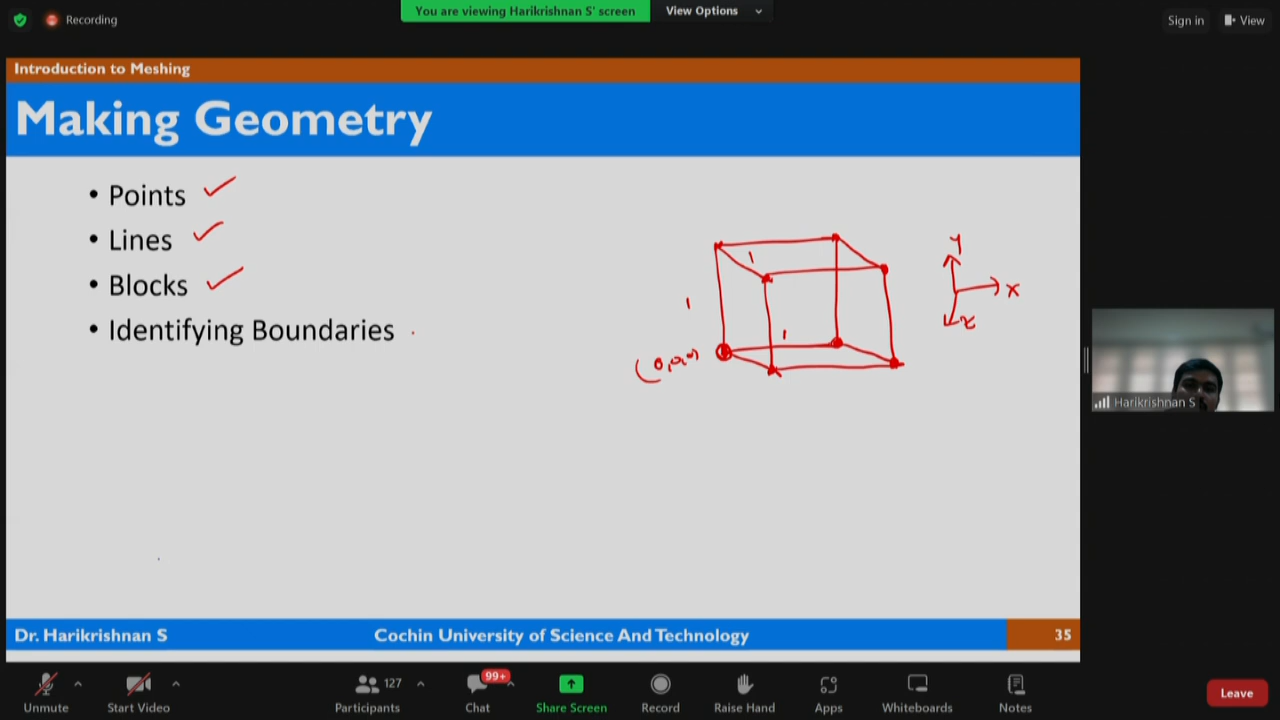 Recording
You are viewing Harikrishnan S' screen
View Options
Sign in
View
Introduction to Meshing
Making Geometry
• Points
• Lines
• Blocks
• Identifying Boundaries
1
1
1
(0,0,0)
Y
X
Z
Harikrishnan S
Dr. Harikrishnan S
Cochin University of Science And Technology
35
Unmute
Start Video
127
Participants
99+
Chat
Share Screen
Record
Raise Hand
Apps
Whiteboards
Notes
Leave